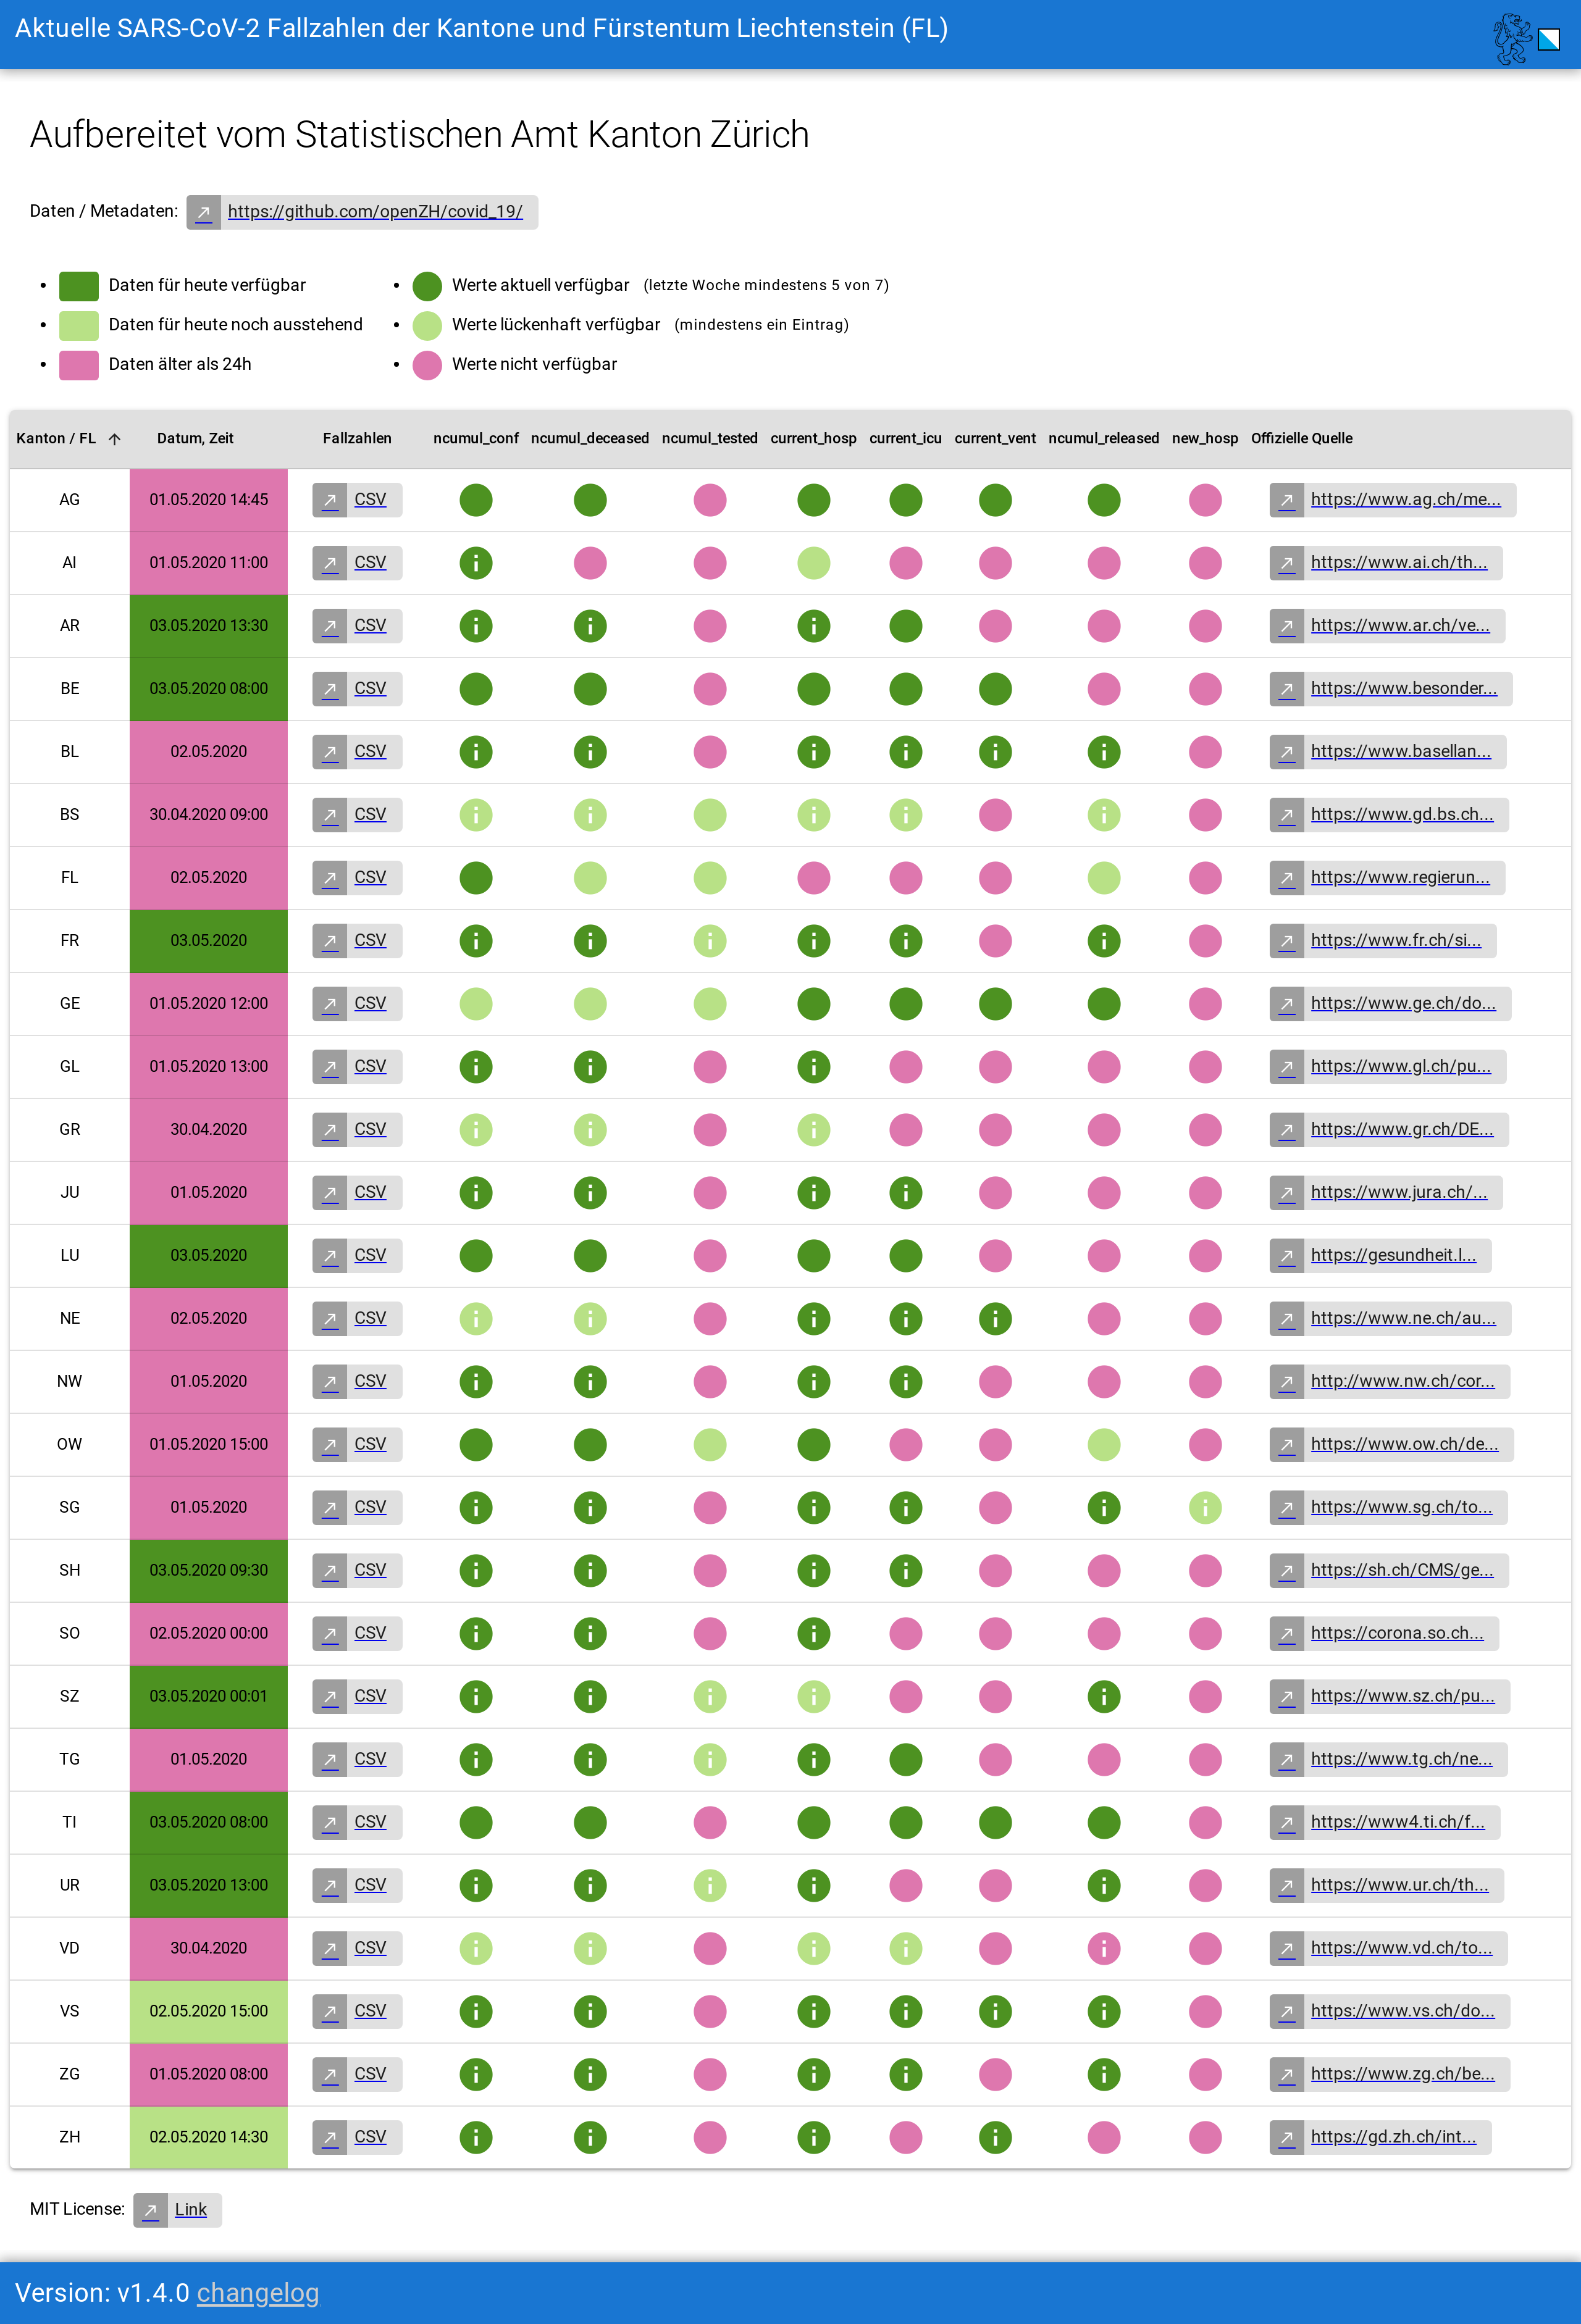 Aktuelle SARS-CoV-2 Fallzahlen der Kantone und Fürstentum Liechtenstein (FL)
Aufbereitet vom Statistischen Amt Kanton Zürich
Daten / Metadaten: https://github.com/openZH/covid_19/
Daten für heute verfügbar Werte aktuell verfügbar (letzte Woche mindestens 5 von 7)
Daten für heute noch ausstehend Werte lückenhaft verfügbar (mindestens ein Eintrag)
Daten älter als 24h Werte nicht verfügbar
Kanton / FL Datum, Zeit Fallzahlen ncumul_conf ncumul_deceased ncumul_tested current_hosp current_icu current_vent ncumul_released new_hosp Offizielle Quelle
AG 01.05.2020 14:45 CSV https://www.ag.ch/me...
AI 01.05.2020 11:00 CSV https://www.ai.ch/th...
AR 03.05.2020 13:30 CSV https://www.ar.ch/ve...
BE 03.05.2020 08:00 CSV https://www.besonder...
BL 02.05.2020 CSV https://www.basellan...
BS 30.04.2020 09:00 CSV https://www.gd.bs.ch...
FL 02.05.2020 CSV https://www.regierun...
FR 03.05.2020 CSV https://www.fr.ch/si...
GE 01.05.2020 12:00 CSV https://www.ge.ch/do...
GL 01.05.2020 13:00 CSV https://www.gl.ch/pu...
GR 30.04.2020 CSV https://www.gr.ch/DE...
JU 01.05.2020 CSV https://www.jura.ch/...
LU 03.05.2020 CSV https://gesundheit.l...
NE 02.05.2020 CSV https://www.ne.ch/au...
NW 01.05.2020 CSV http://www.nw.ch/cor...
OW 01.05.2020 15:00 CSV https://www.ow.ch/de...
SG 01.05.2020 CSV https://www.sg.ch/to...
SH 03.05.2020 09:30 CSV https://sh.ch/CMS/ge...
SO 02.05.2020 00:00 CSV https://corona.so.ch...
SZ 03.05.2020 00:01 CSV https://www.sz.ch/pu...
TG 01.05.2020 CSV https://www.tg.ch/ne...
TI 03.05.2020 08:00 CSV https://www4.ti.ch/f...
UR 03.05.2020 13:00 CSV https://www.ur.ch/th...
VD 30.04.2020 CSV https://www.vd.ch/to...
VS 02.05.2020 15:00 CSV https://www.vs.ch/do...
ZG 01.05.2020 08:00 CSV https://www.zg.ch/be...
ZH 02.05.2020 14:30 CSV https://gd.zh.ch/int...
MIT License: Link
Version: v1.4.0 changelog